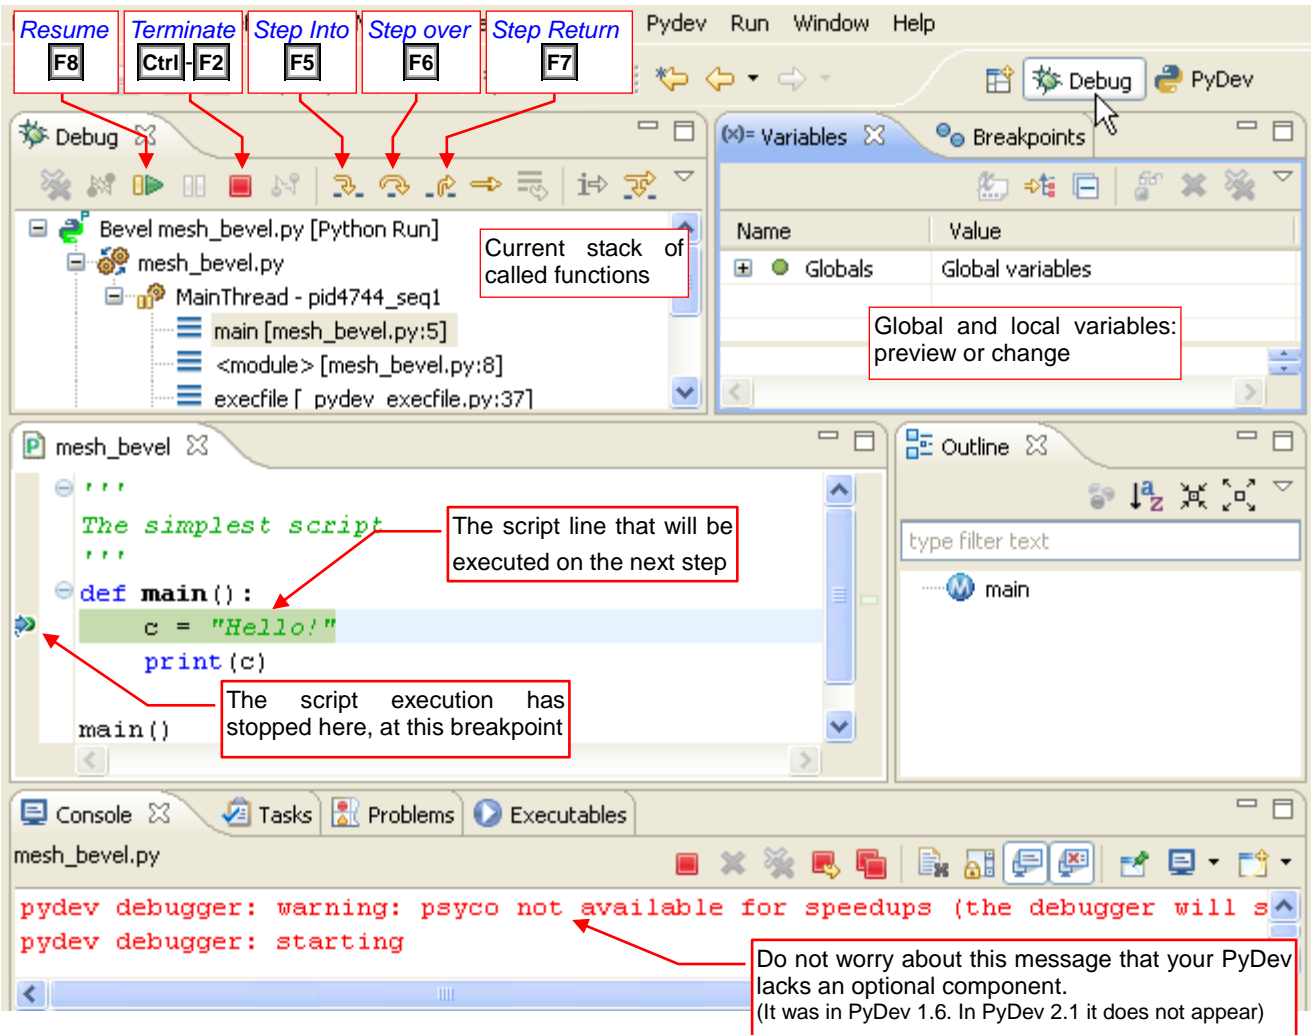 Resume
Terminate
Step Into
Step over
Step Return
Pydev Run Window Help
F8
Ctrl-F2
F5
F6
F7
Debug
PyDev
Debug
(x)= Variables
Breakpoints
Bevel mesh_bevel.py [Python Run]
mesh_bevel.py
MainThread - pid4744_seq1
main [mesh_bevel.py:5]
<module> [mesh_bevel.py:8]
execfile [_pydev_execfile.py:37]
Current stack of
called functions
Name Value
Globals Global variables
Global and local variables:
preview or change
mesh_bevel
'''
The simplest script
'''
def main():
c = "Hello!"
print(c)
main()
The script line that will be
executed on the next step
The script execution has
stopped here, at this breakpoint
Outline
type filter text
main
Console
Tasks
Problems
Executables
mesh_bevel.py
pydev debugger: warning: psyco not available for speedups (the debugger will s
pydev debugger: starting
Do not worry about this message that your PyDev
lacks an optional component.
(It was in PyDev 1.6. In PyDev 2.1 it does not appear)